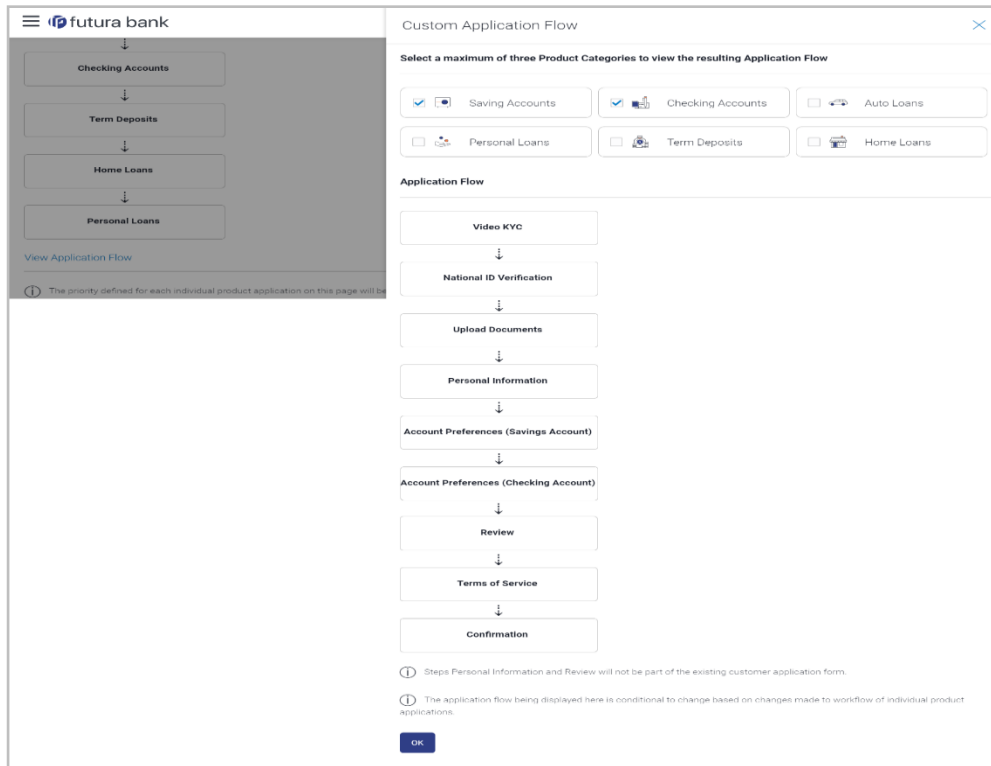 futura bank
Checking Accounts
Term Deposits
Home Loans
Personal Loans
View Application Flow
The priority defined for each individual product application on this page will be
Custom Application Flow
Select a maximum of three Product Categories to view the resulting Application Flow
Saving Accounts
Checking Accounts
Auto Loans
Personal Loans
Term Deposits
Home Loans
Application Flow
Video KYC
National ID Verification
Upload Documents
Personal Information
Account Preferences (Savings Account)
Account Preferences (Checking Account)
Review
Terms of Service
Confirmation
Steps Personal Information and Review will not be part of the existing customer application form.
The application flow being displayed here is conditional to change based on changes made to workflow of individual product
applications.
OK